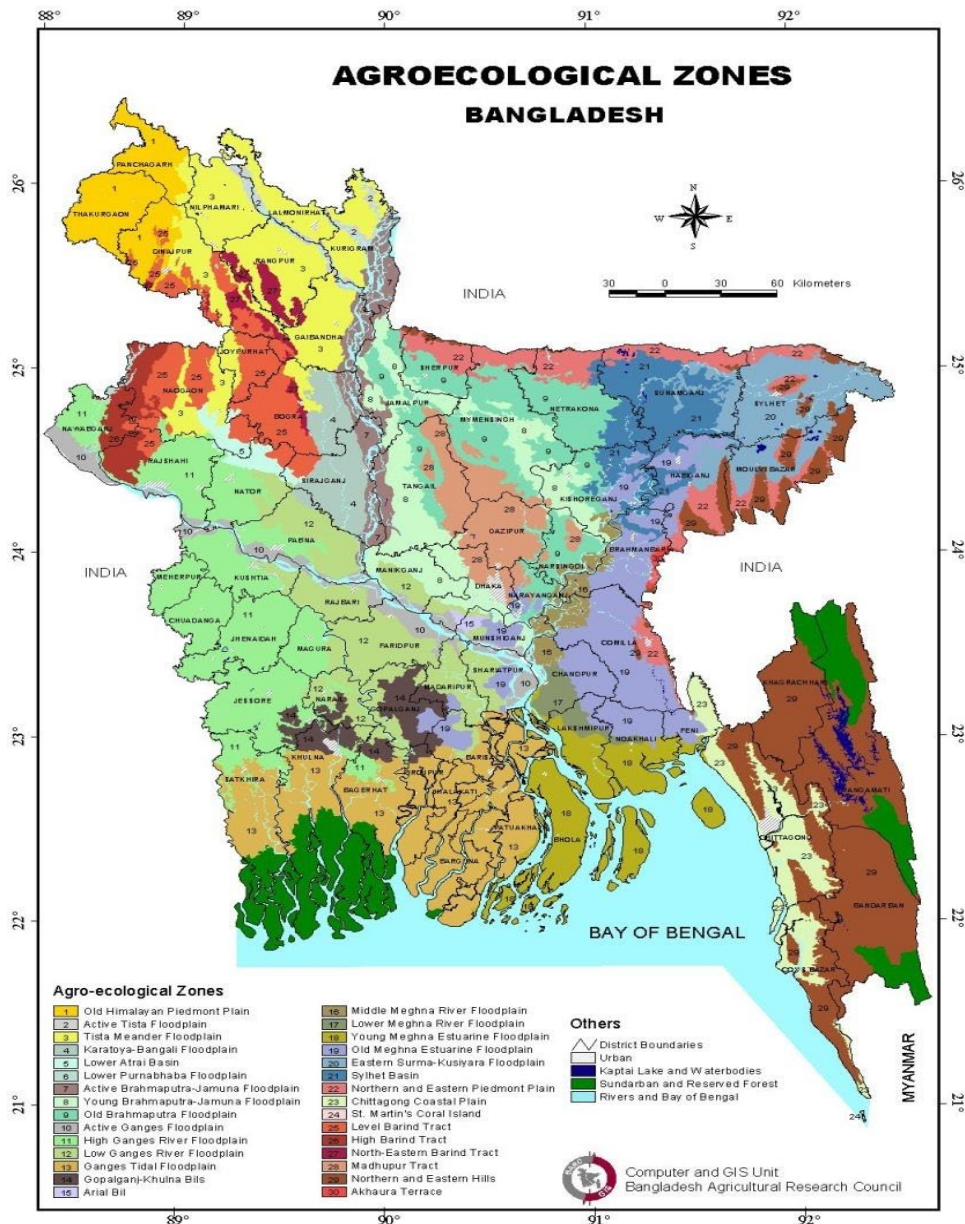 88° 89° 90° 91° 92°
AGROECOLOGICAL ZONES
BANGLADESH
26° 26°
25° 25°
24° 24°
23° 23°
22° 22°
21° 21°
N
W E
S
30 0 30 60 Kilometers
INDIA
INDIA
INDIA
MYANMAR
BAY OF BENGAL
PANCHAGARH
THAKURGAON
NILPHAMARI
LALMONIRHAT
DINAJPUR
RANGPUR
KURIGRAM
GAIBANDHA
JOYPURHAT
NAOGAON
BOGRA
SHERPUR
JAMALPUR
NETRAKONA
SUNAMGANJ
SYLHET
MYMENSINGH
NAWABGANJ
RAJSHAHI
NATOR
SIRAJGANJ
TANGAIL
KISHOREGANJ
HABIGANJ
MOULVI BAZAR
PABNA
GAZIPUR
NARSINGDI
MEHERPUR
KUSHTIA
MANIKGANJ
DHAKA
NARAYANGANJ
CHUADANGA
JHENAIDAH
RAJBARI
MAGURA
FARIDPUR
MUNSHIGANJ
COMILLA
SHARIATPUR
CHANDPUR
KHAGRACHHARI
JESSORE
NARAIL
GOPALGANJ
MADARIPUR
LAKSHMIPUR
NOAKHALI
FENI
SATKHIRA
KHULNA
BAGERHAT
BHOLA
BARGUNA
BANDARBAN
Agro-ecological Zones
1 Old Himalayan Piedmont Plain
2 Active Tista Floodplain
3 Tista Meander Floodplain
4 Karatoya-Bangali Floodplain
5 Lower Atrai Basin
6 Lower Purnabhaba Floodplain
7 Active Brahmaputra-Jamuna Floodplain
8 Young Brahmaputra-Jamuna Floodplain
9 Old Brahmaputra Floodplain
10 Active Ganges Floodplain
11 High Ganges River Floodplain
12 Low Ganges River Floodplain
13 Ganges Tidal Floodplain
14 Gopalganj-Khulna Bils
15 Arial Bil
16 Middle Meghna River Floodplain
17 Lower Meghna River Floodplain
18 Young Meghna Estuarine Floodplain
19 Old Meghna Estuarine Floodplain
20 Eastern Surma-Kusiyara Floodplain
21 Sylhet Basin
22 Northern and Eastern Piedmont Plain
23 Chittagong Coastal Plain
24 St. Martin's Coral Island
25 Level Barind Tract
26 High Barind Tract
27 North-Eastern Barind Tract
28 Madhupur Tract
29 Northern and Eastern Hills
30 Akhaura Terrace
Others
District Boundaries
Urban
Kaptai Lake and Waterbodies
Sundarban and Reserved Forest
Rivers and Bay of Bengal
Computer and GIS Unit
Bangladesh Agricultural Research Council
89° 90° 91° 92°